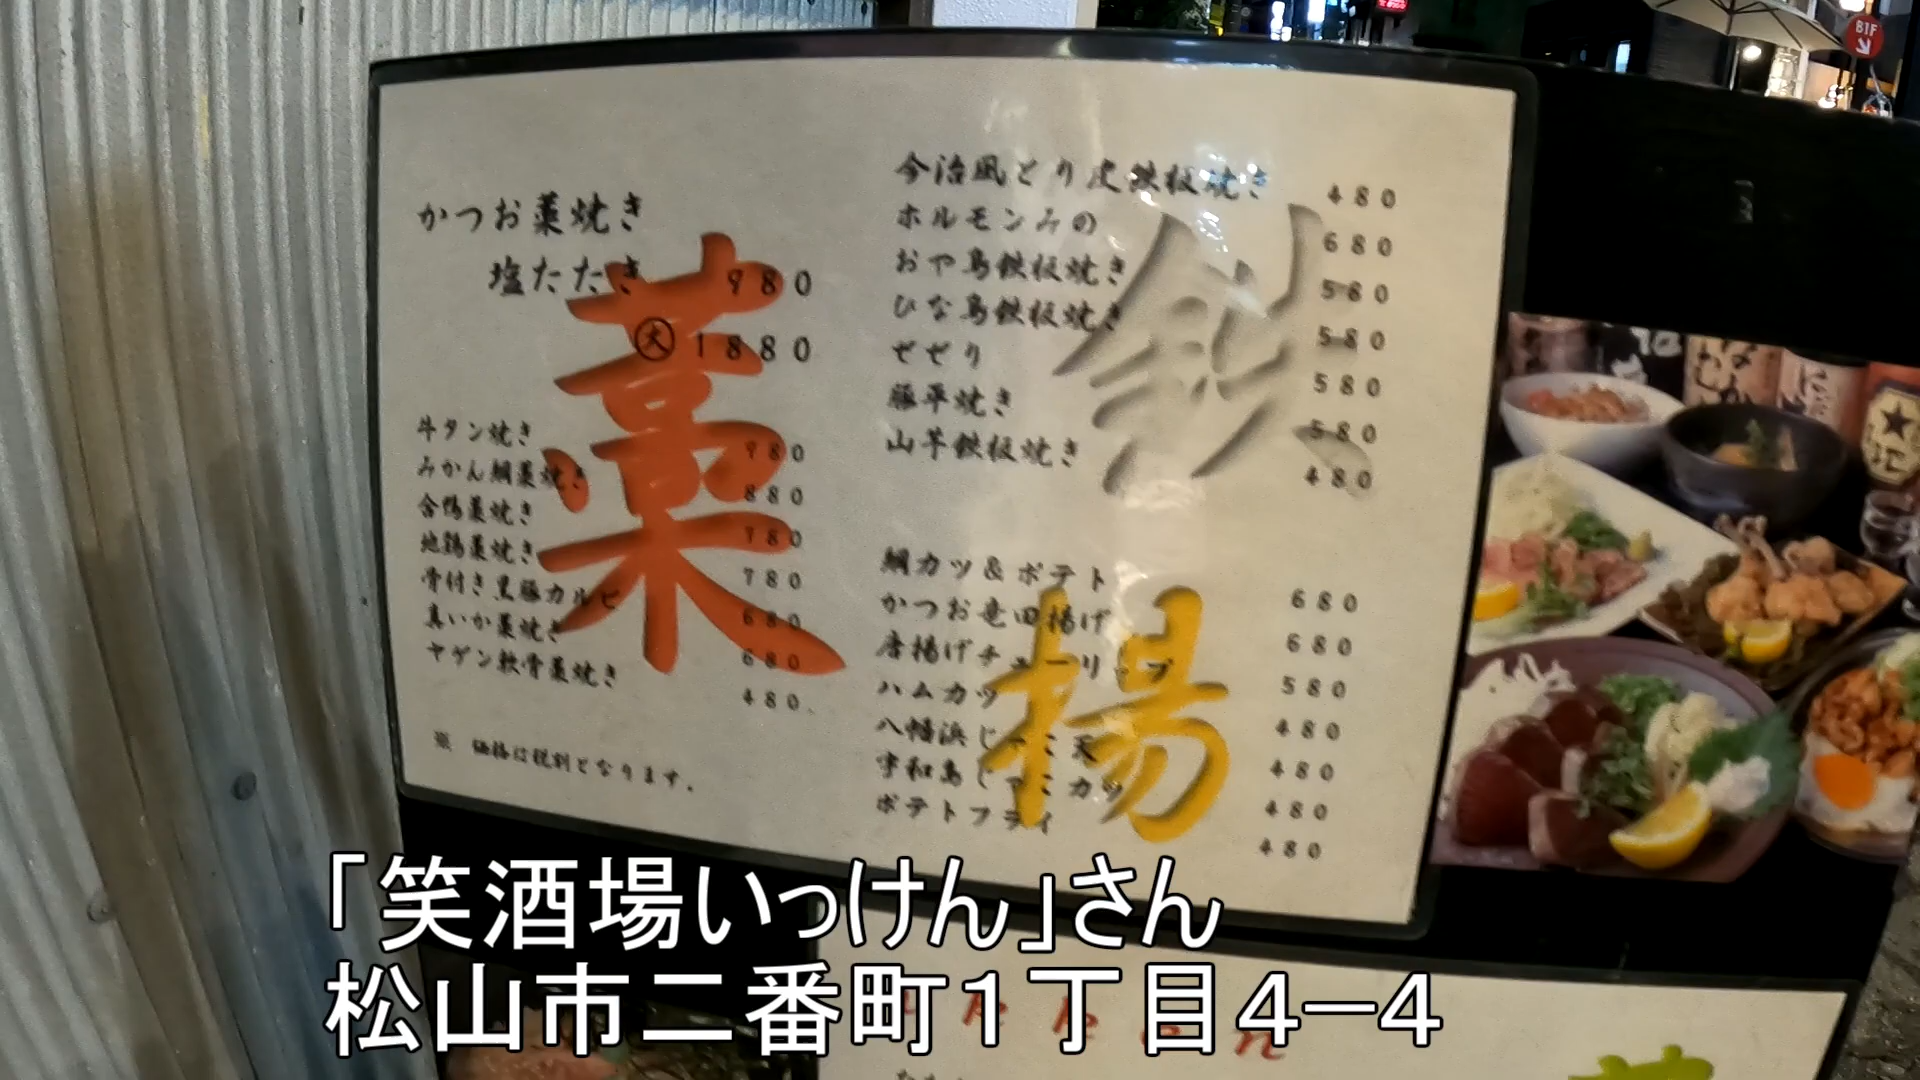 かつお藁焼き
塩たたき 980
大 1880
藁
牛タン焼き 980
みかん鯛藁焼き 880
合鴨藁焼き 780
地鶏藁焼き 780
骨付き黒豚カルビ 680
真いか藁焼き 680
ヤゲン軟骨藁焼き 480
※ 価格は税別となります。
今治風とり皮鉄板焼き 480
ホルモンみの 680
おや鳥鉄板焼き 580
ひな鳥鉄板焼き 580
せせり 580
豚平焼き 580
山芋鉄板焼き 480
鉄
鯛カツ&ポテト 680
かつお竜田揚げ 680
唐揚げチューリップ 580
ハムカツ 480
八幡浜じゃこ天 480
宇和島じゃこカツ 480
ポテトフライ 480
揚
B1F
「笑酒場いっけん」さん
松山市二番町1丁目4-4